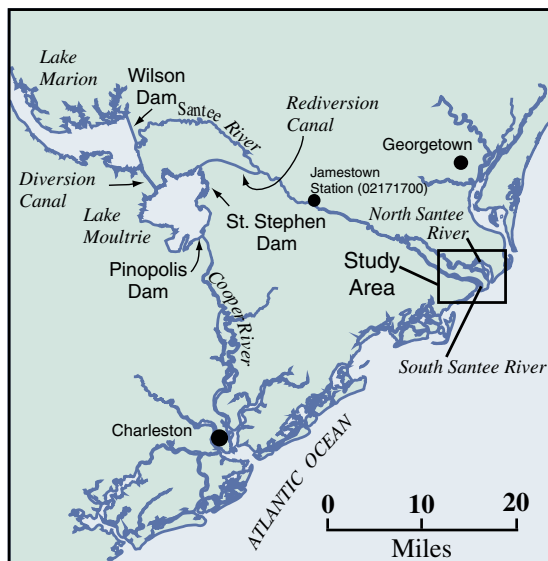 Lake
Marion
Wilson
Dam
Santee River
Rediversion
Canal
Georgetown
Jamestown
Station (02171700)
Diversion
Canal
Lake
Moultrie
St. Stephen
Dam
North Santee
River
Pinopolis
Dam
Study
Area
Cooper River
South Santee River
Charleston
ATLANTIC OCEAN
0 10 20
Miles